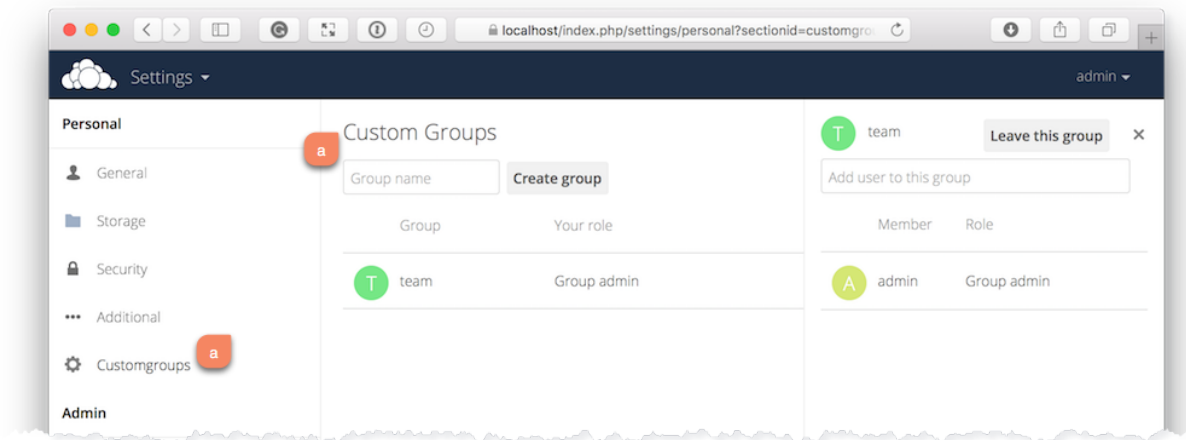 localhost/index.php/settings/personal?sectionid=customgro
Settings
admin
Personal
General
Storage
Security
Additional
Customgroups
a
Admin
a
Custom Groups
Group name
Create group
Group
Your role
T
team
Group admin
T
team
Leave this group
×
Add user to this group
Member
Role
A
admin
Group admin